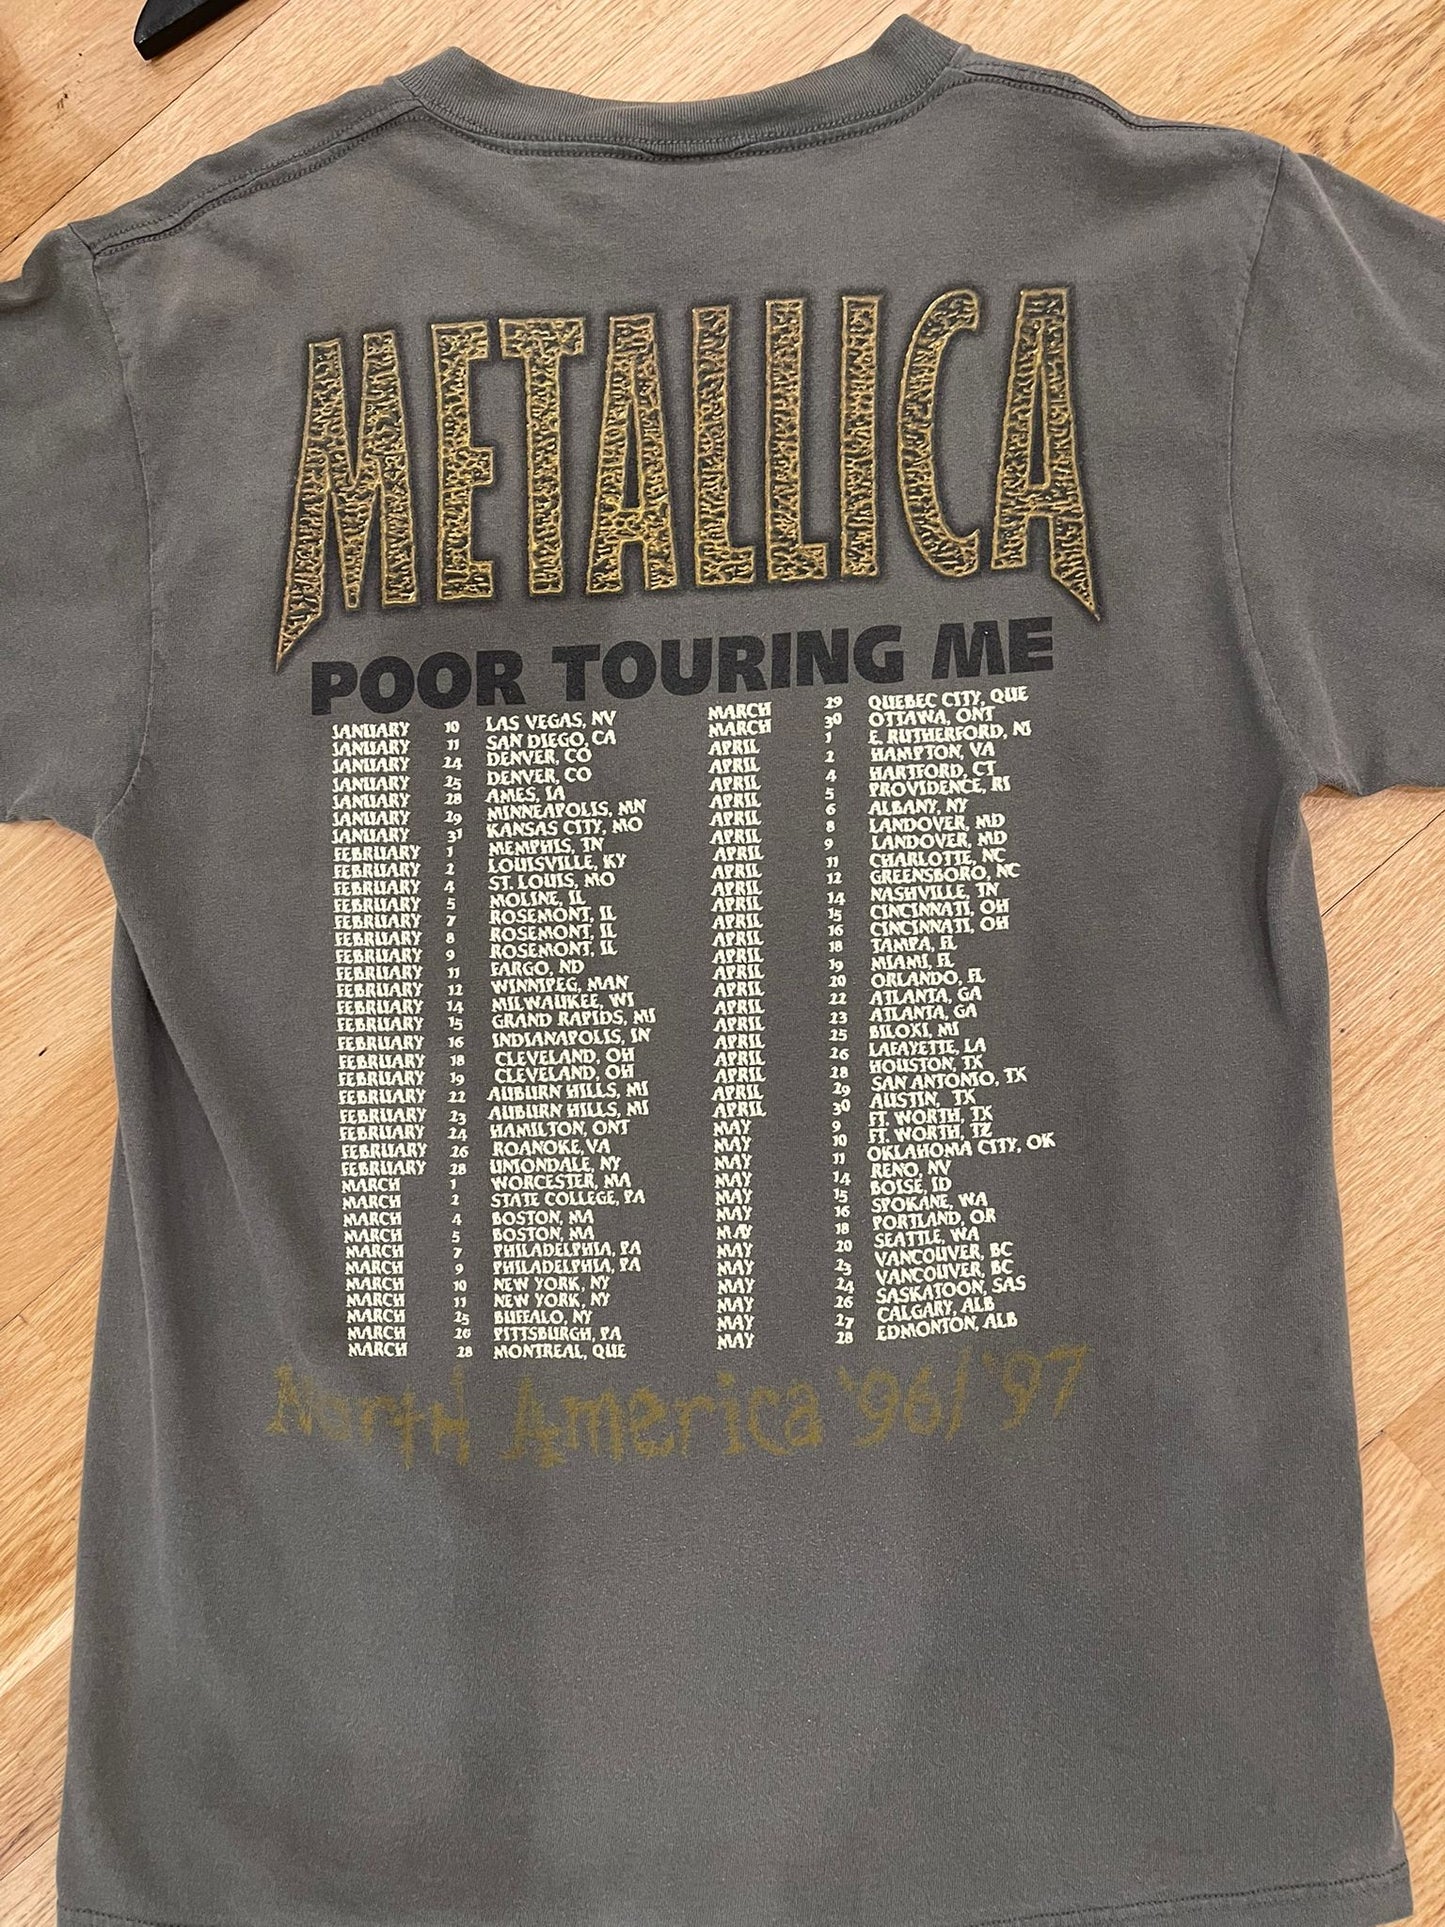 METALLICA
POOR TOURING ME
JANUARY 10 LAS VEGAS, NV
JANUARY 11 SAN DIEGO, CA
JANUARY 24 DENVER, CO
JANUARY 25 DENVER, CO
JANUARY 28 AMES, IA
JANUARY 29 MINNEAPOLIS, MN
JANUARY 31 KANSAS CITY, MO
FEBRUARY 1 MEMPHIS, TN
FEBRUARY 2 LOUISVILLE, KY
FEBRUARY 4 ST. LOUIS, MO
FEBRUARY 5 MOLINE, IL
FEBRUARY 7 ROSEMONT, IL
FEBRUARY 8 ROSEMONT, IL
FEBRUARY 9 ROSEMONT, IL
FEBRUARY 11 FARGO, ND
FEBRUARY 12 WINNIPEG, MAN
FEBRUARY 14 MILWAUKEE, WI
FEBRUARY 15 GRAND RAPIDS, MI
FEBRUARY 16 INDIANAPOLIS, IN
FEBRUARY 18 CLEVELAND, OH
FEBRUARY 19 CLEVELAND, OH
FEBRUARY 22 AUBURN HILLS, MI
FEBRUARY 23 AUBURN HILLS, MI
FEBRUARY 24 HAMILTON, ONT
FEBRUARY 26 ROANOKE, VA
FEBRUARY 28 UNIONDALE, NY
MARCH 1 WORCESTER, MA
MARCH 2 STATE COLLEGE, PA
MARCH 4 BOSTON, MA
MARCH 5 BOSTON, MA
MARCH 7 PHILADELPHIA, PA
MARCH 9 PHILADELPHIA, PA
MARCH 10 NEW YORK, NY
MARCH 11 NEW YORK, NY
MARCH 25 BUFFALO, NY
MARCH 26 PITTSBURGH, PA
MARCH 28 MONTREAL, QUE
MARCH 29 QUEBEC CITY, QUE
MARCH 30 OTTAWA, ONT
APRIL 1 E. RUTHERFORD, NJ
APRIL 2 HAMPTON, VA
APRIL 4 HARTFORD, CT
APRIL 5 PROVIDENCE, RI
APRIL 6 ALBANY, NY
APRIL 8 LANDOVER, MD
APRIL 9 LANDOVER, MD
APRIL 11 CHARLOTTE, NC
APRIL 12 GREENSBORO, NC
APRIL 14 NASHVILLE, TN
APRIL 15 CINCINNATI, OH
APRIL 16 CINCINNATI, OH
APRIL 18 TAMPA, FL
APRIL 19 MIAMI, FL
APRIL 20 ORLANDO, FL
APRIL 22 ATLANTA, GA
APRIL 23 ATLANTA, GA
APRIL 25 BILOXI, MI
APRIL 26 LAFAYETTE, LA
APRIL 28 HOUSTON, TX
APRIL 29 SAN ANTONIO, TX
APRIL 30 AUSTIN, TX
MAY 9 FT. WORTH, TX
MAY 10 FT. WORTH, TZ
MAY 11 OKLAHOMA CITY, OK
MAY 14 RENO, NV
MAY 15 BOISE, ID
MAY 16 SPOKANE, WA
MAY 18 PORTLAND, OR
MAY 20 SEATTLE, WA
MAY 23 VANCOUVER, BC
MAY 24 VANCOUVER, BC
MAY 26 SASKATOON, SAS
MAY 27 CALGARY, ALB
MAY 28 EDMONTON, ALB
North America '96/'97